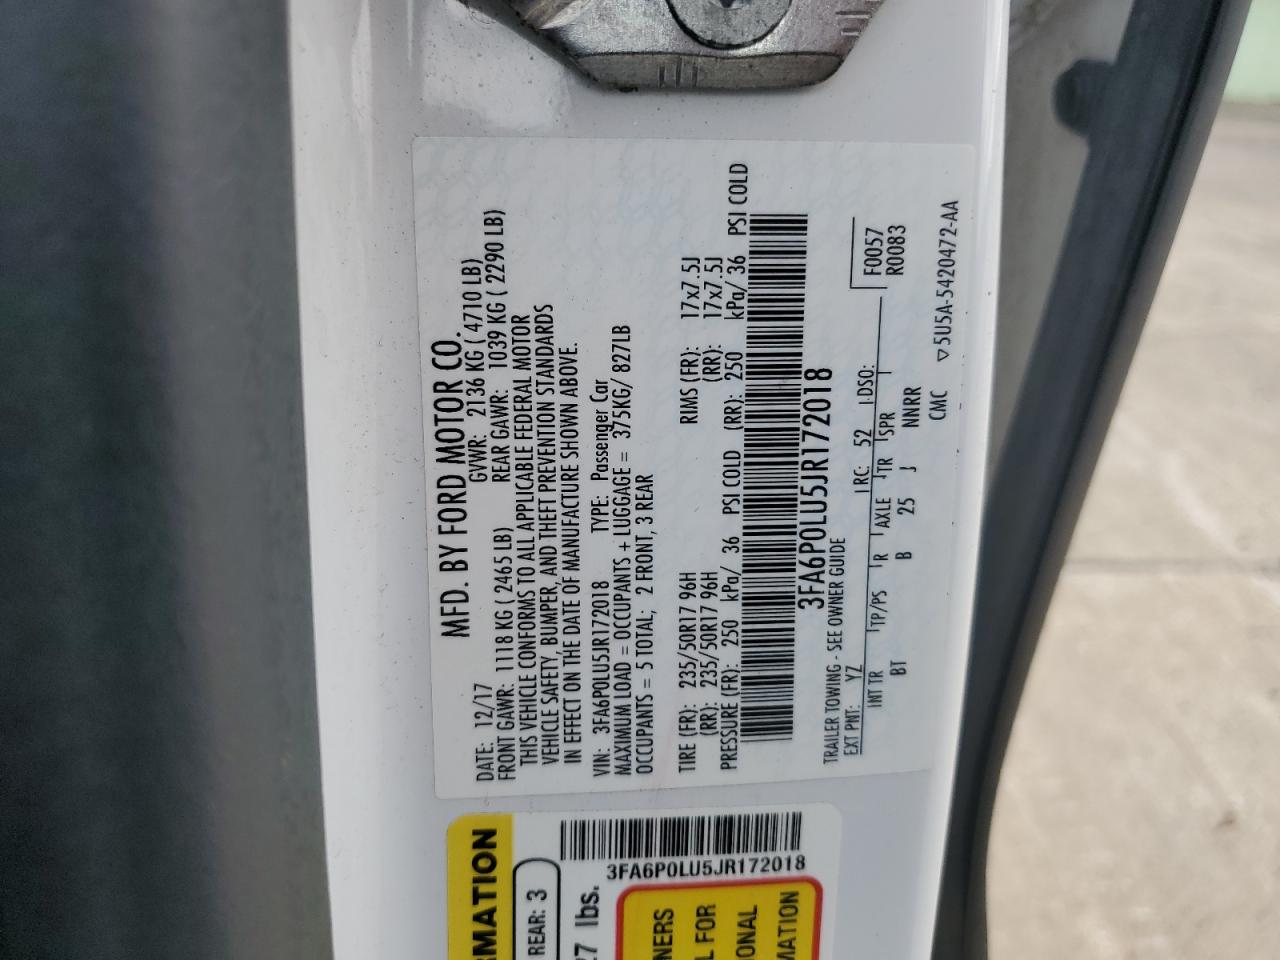 MFD. BY FORD MOTOR CO.
DATE: 12/17 GVWR: 2136 KG ( 4710 LB)
FRONT GAWR: 1118 KG ( 2465 LB) REAR GAWR: 1039 KG ( 2290 LB)
THIS VEHICLE CONFORMS TO ALL APPLICABLE FEDERAL MOTOR
VEHICLE SAFETY, BUMPER, AND THEFT PREVENTION STANDARDS
IN EFFECT ON THE DATE OF MANUFACTURE SHOWN ABOVE.
VIN: 3FA6P0LU5JR172018 TYPE: Passenger Car
MAXIMUM LOAD = OCCUPANTS + LUGGAGE = 375KG/ 827LB
OCCUPANTS = 5 TOTAL, 2 FRONT, 3 REAR
TIRE (FR): 235/50R17 96H RIMS (FR): 17x7.5J
(RR): 235/50R17 96H (RR): 17x7.5J
PRESSURE (FR): 250 kPa/ 36 PSI COLD (RR): 250 kPa/ 36 PSI COLD
3FA6P0LU5JR172018
TRAILER TOWING - SEE OWNER GUIDE
EXT PNT: YZ RC: 52 DSO: F0057
INT TR TP/PS R AXLE TR SPR R0083
BT B 25 J NNRR
CMC ▽5U5A-5420472-AA
RMATION
REAR: 3
27 lbs.
3FA6P0LU5JR172018
NERS
L FOR
ONAL
MATION